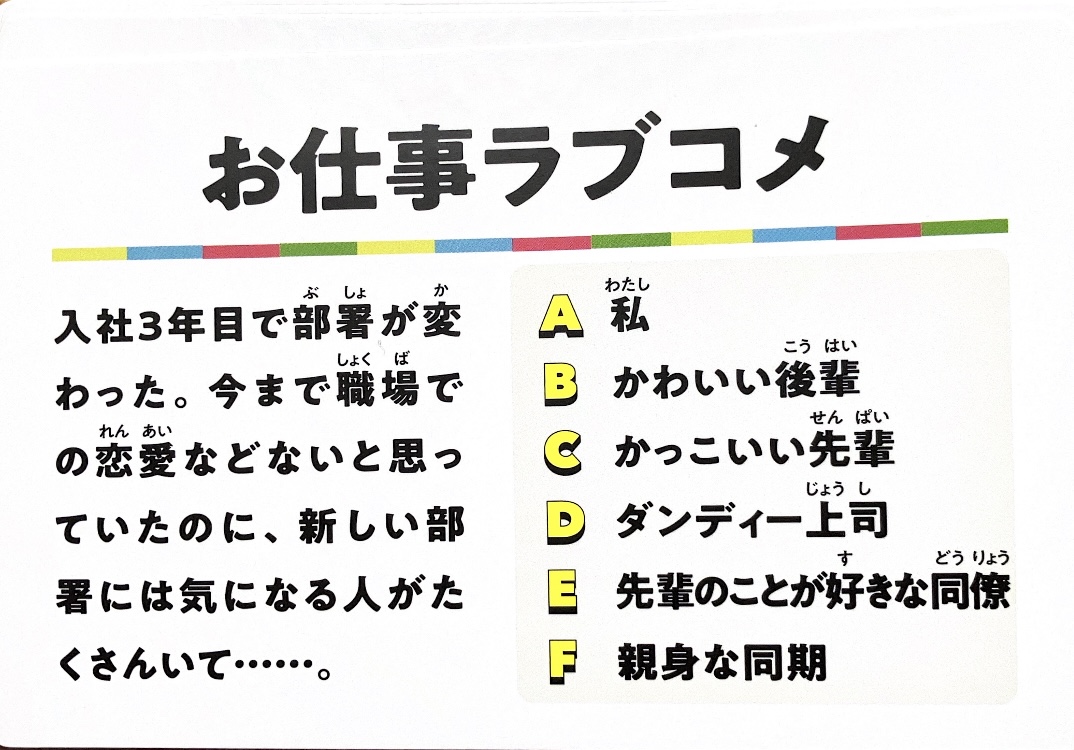 お仕事ラブコメ
入社3年目で部署が変
わった。今まで職場で
の恋愛などないと思っ
ていたのに、新しい部
署には気になる人がた
くさんいて……。
A 私
B かわいい後輩
C かっこいい先輩
D ダンディー上司
E 先輩のことが好きな同僚
F 親身な同期